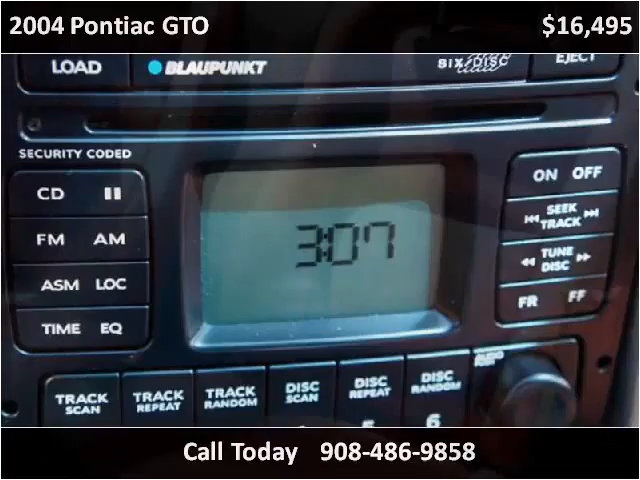 2004 Pontiac GTO $16,495
LOAD BLAUPUNKT SIX DISC EJECT
SECURITY CODED
CD ON OFF
SEEK
TRACK
FM AM 3:07
TUNE
DISC
ASM LOC
FR FF
TIME EQ
TRACK SCAN
TRACK REPEAT
TRACK RANDOM
DISC SCAN
DISC REPEAT
DISC RANDOM
AUDIO
5 6
Call Today 908-486-9858